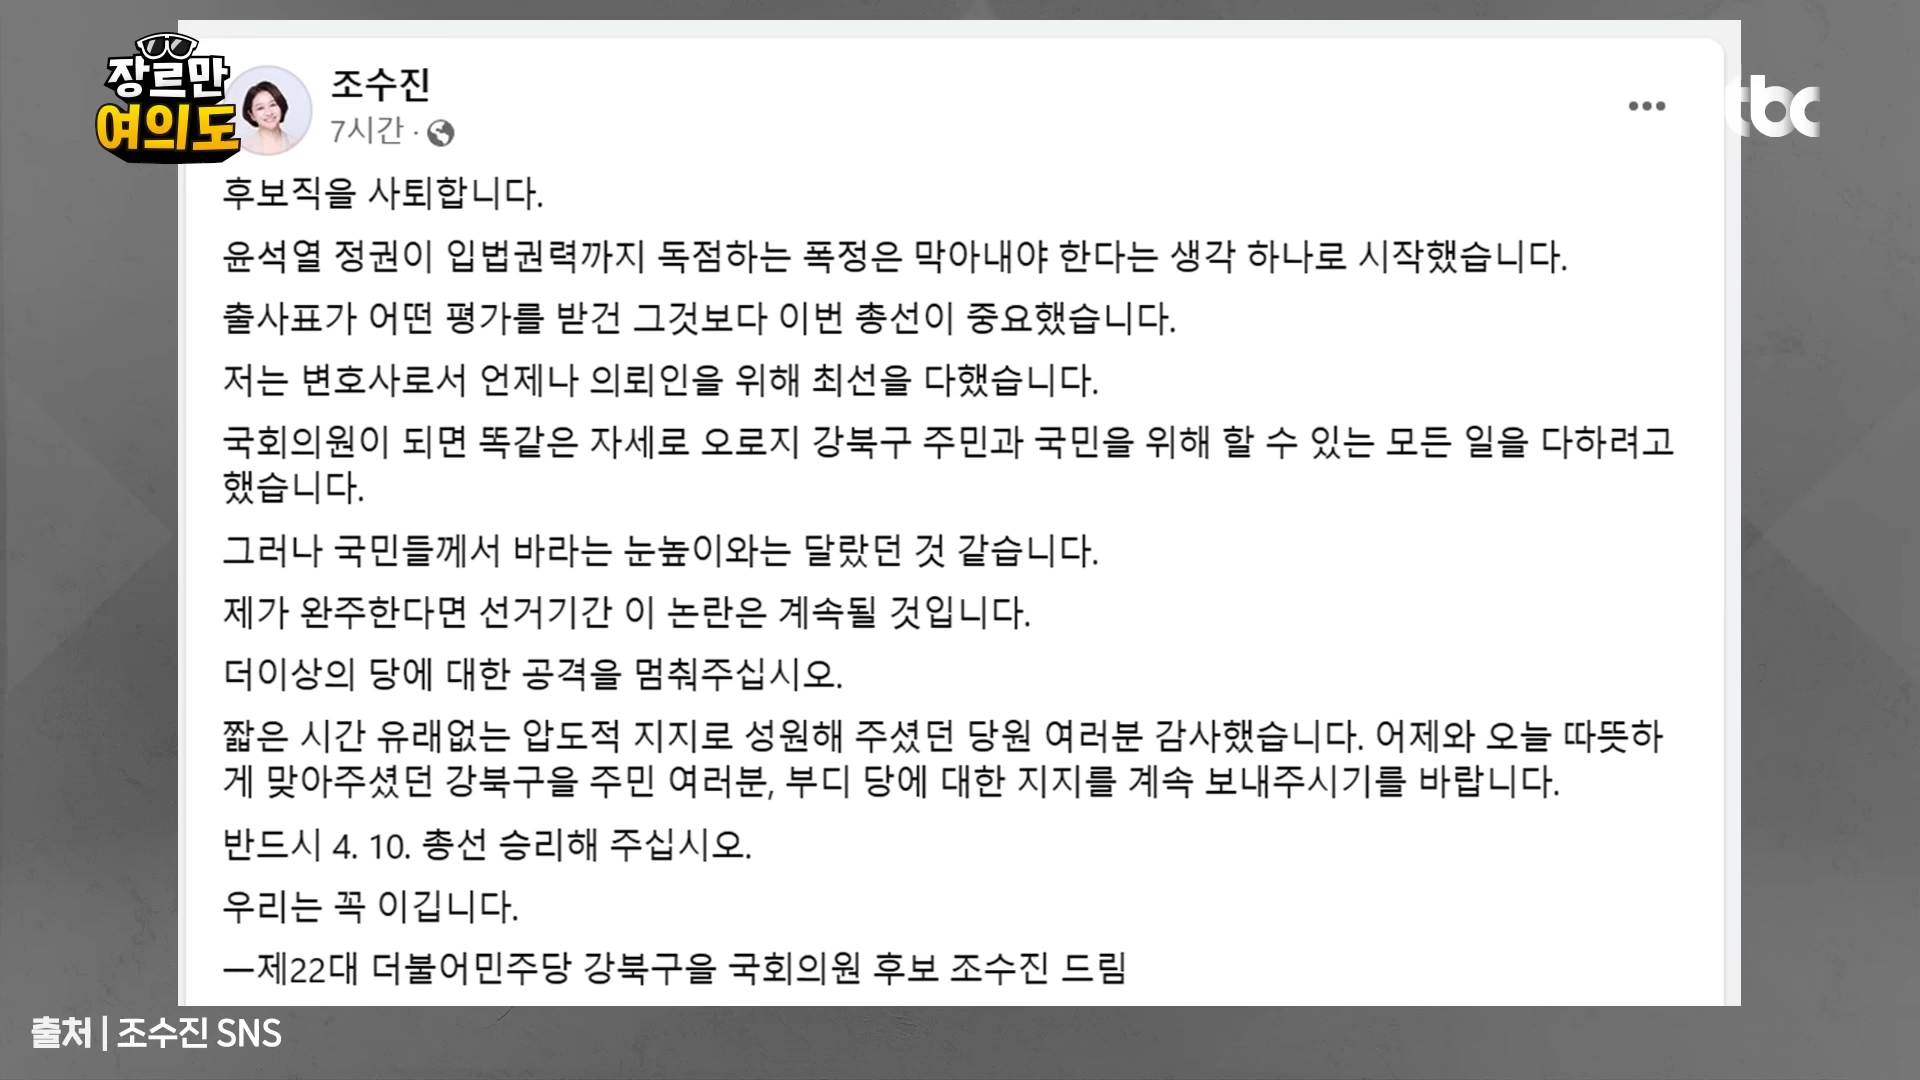 장르만
여의도
조수진
7시간 ·
tbc
후보직을 사퇴합니다.
윤석열 정권이 입법권력까지 독점하는 폭정은 막아내야 한다는 생각 하나로 시작했습니다.
출사표가 어떤 평가를 받건 그것보다 이번 총선이 중요했습니다.
저는 변호사로서 언제나 의뢰인을 위해 최선을 다했습니다.
국회의원이 되면 똑같은 자세로 오로지 강북구 주민과 국민을 위해 할 수 있는 모든 일을 다하려고
했습니다.
그러나 국민들께서 바라는 눈높이와는 달랐던 것 같습니다.
제가 완주한다면 선거기간 이 논란은 계속될 것입니다.
더이상의 당에 대한 공격을 멈춰주십시오.
짧은 시간 유래없는 압도적 지지로 성원해 주셨던 당원 여러분 감사했습니다. 어제와 오늘 따뜻하
게 맞아주셨던 강북구을 주민 여러분, 부디 당에 대한 지지를 계속 보내주시기를 바랍니다.
반드시 4. 10. 총선 승리해 주십시오.
우리는 꼭 이깁니다.
—제22대 더불어민주당 강북구을 국회의원 후보 조수진 드림
출처 | 조수진 SNS